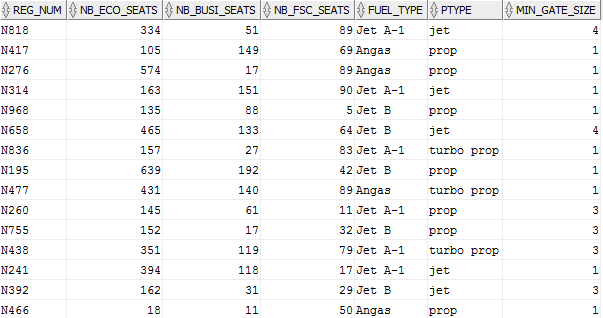 REG_NUM NB_ECO_SEATS NB_BUSI_SEATS NB_FSC_SEATS FUEL_TYPE PTYPE MIN_GATE_SIZE
N818 334 51 89 Jet A-1 jet 4
N417 105 149 69 Angas prop 1
N276 574 17 89 Angas prop 1
N314 163 151 90 Jet A-1 jet 1
N968 135 88 5 Jet B prop 1
N658 465 133 64 Jet B jet 4
N836 157 27 83 Jet A-1 turbo prop 1
N195 639 192 42 Jet B prop 1
N477 431 140 89 Angas turbo prop 1
N260 145 61 11 Jet A-1 prop 3
N755 152 17 32 Jet B prop 3
N438 351 119 79 Jet A-1 turbo prop 3
N241 394 118 17 Jet A-1 jet 1
N392 162 31 29 Jet B jet 3
N466 18 11 50 Angas prop 1